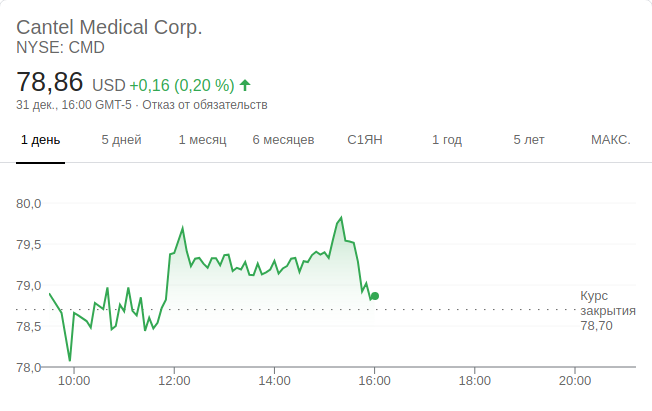 Cantel Medical Corp.
NYSE: CMD
78,86 USD +0,16 (0,20 %)
31 дек., 16:00 GMT-5 · Отказ от обязательств
1 день 5 дней 1 месяц 6 месяцев С1ЯН 1 год 5 лет МАКС.
80,0
79,5
79,0
78,5
78,0
Курс
закрытия
78,70
10:00 12:00 14:00 16:00 18:00 20:00